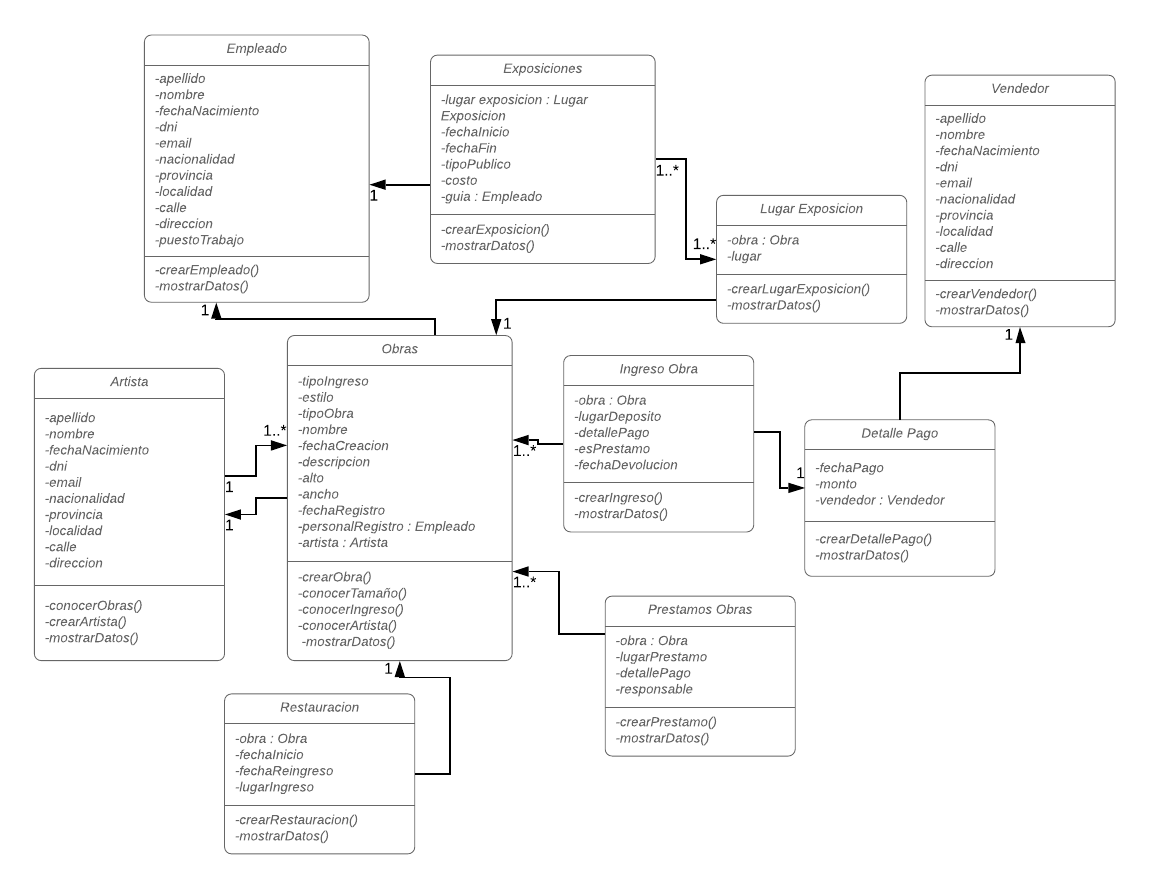 Empleado
-apellido
-nombre
-fechaNacimiento
-dni
-email
-nacionalidad
-provincia
-localidad
-calle
-direccion
-puestoTrabajo
-crearEmpleado()
-mostrarDatos()
Exposiciones
-lugar exposicion : Lugar
Exposicion
-fechaInicio
-fechaFin
-tipoPublico
-costo
-guia : Empleado
-crearExposicion()
-mostrarDatos()
1
1..*
1..*
Lugar Exposicion
-obra : Obra
-lugar
-crearLugarExposicion()
-mostrarDatos()
Vendedor
-apellido
-nombre
-fechaNacimiento
-dni
-email
-nacionalidad
-provincia
-localidad
-calle
-direccion
-crearVendedor()
-mostrarDatos()
1
1
1
Artista
-apellido
-nombre
-fechaNacimiento
-dni
-email
-nacionalidad
-provincia
-localidad
-calle
-direccion
-conocerObras()
-crearArtista()
-mostrarDatos()
1..*
1
1
Obras
-tipoIngreso
-estilo
-tipoObra
-nombre
-fechaCreacion
-descripcion
-alto
-ancho
-fechaRegistro
-personalRegistro : Empleado
-artista : Artista
-crearObra()
-conocerTamaño()
-conocerIngreso()
-conocerArtista()
-mostrarDatos()
1..*
1..*
1
Ingreso Obra
-obra : Obra
-lugarDeposito
-detallePago
-esPrestamo
-fechaDevolucion
-crearIngreso()
-mostrarDatos()
1
Detalle Pago
-fechaPago
-monto
-vendedor : Vendedor
-crearDetallePago()
-mostrarDatos()
Prestamos Obras
-obra : Obra
-lugarPrestamo
-detallePago
-responsable
-crearPrestamo()
-mostrarDatos()
Restauracion
-obra : Obra
-fechaInicio
-fechaReingreso
-lugarIngreso
-crearRestauracion()
-mostrarDatos()